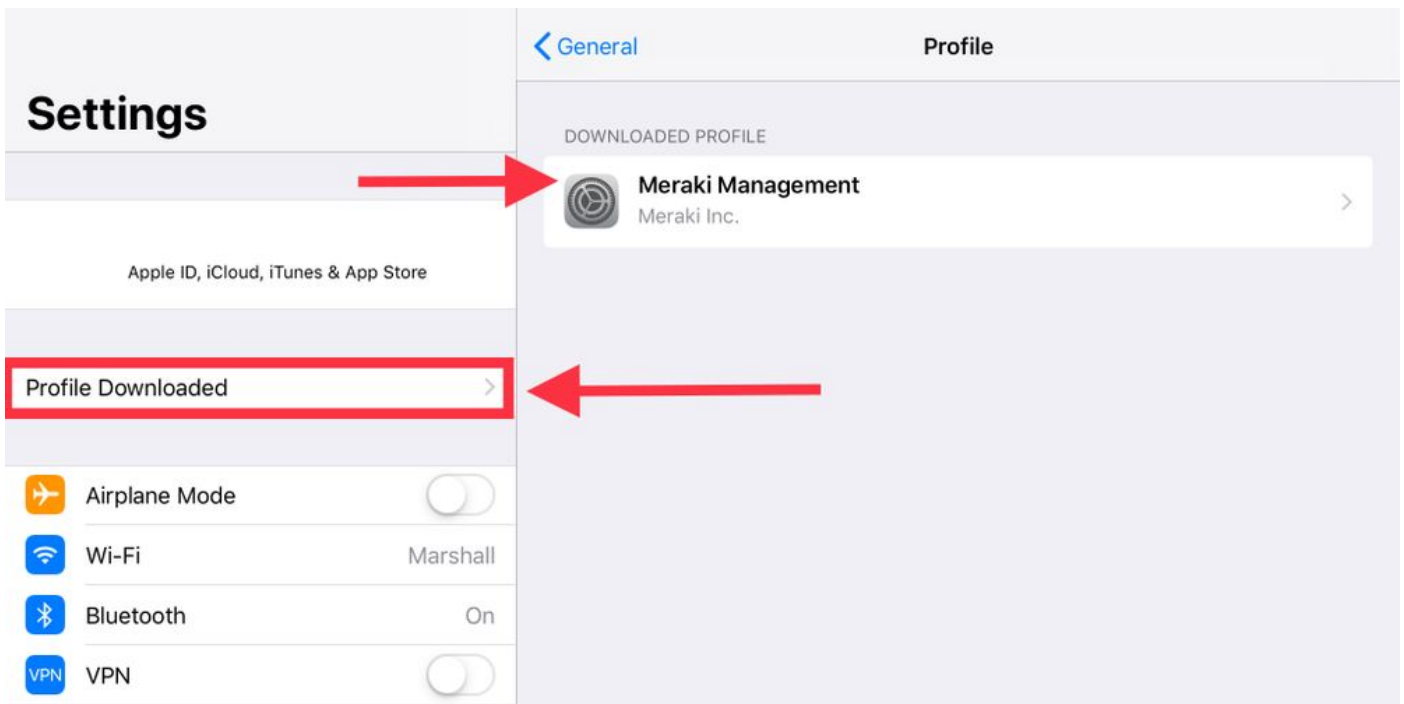 Settings
Apple ID, iCloud, iTunes & App Store
Profile Downloaded
Airplane Mode
Wi-Fi Marshall
Bluetooth On
VPN VPN
General Profile
DOWNLOADED PROFILE
Meraki Management
Meraki Inc.